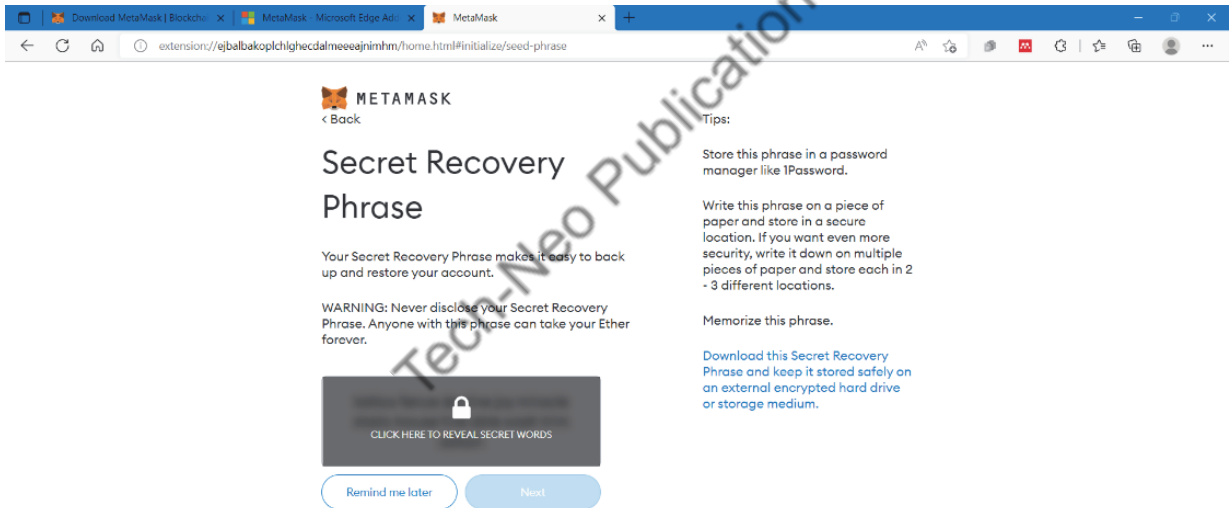 Download MetaMask | Blockchai
MetaMask - Microsoft Edge Add
MetaMask
extension://ejbalbakoplchlghecdalmeeeajnimhm/home.html#initialize/seed-phrase
METAMASK
< Back
Secret Recovery
Phrase
Your Secret Recovery Phrase makes it easy to back
up and restore your account.
WARNING: Never disclose your Secret Recovery
Phrase. Anyone with this phrase can take your Ether
forever.
CLICK HERE TO REVEAL SECRET WORDS
Remind me later
Next
Tips:
Store this phrase in a password
manager like 1Password.
Write this phrase on a piece of
paper and store in a secure
location. If you want even more
security, write it down on multiple
pieces of paper and store each in 2
- 3 different locations.
Memorize this phrase.
Download this Secret Recovery
Phrase and keep it stored safely on
an external encrypted hard drive
or storage medium.
Tech-Neo Publication